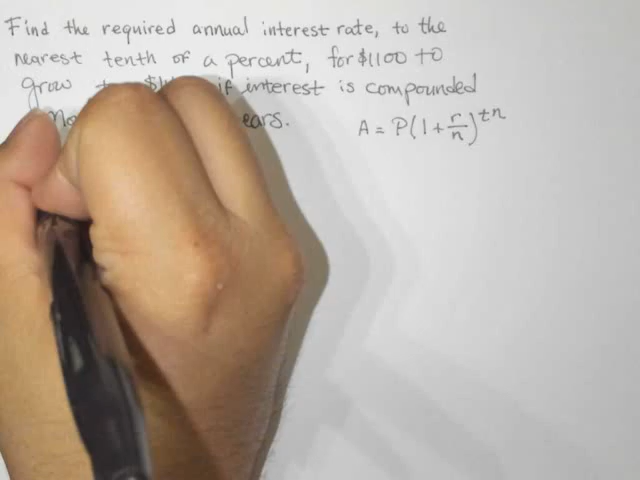 Find the required annual interest rate, to the
nearest tenth of a percent, for $1100 to
grow if interest is compounded
A = P(1 + r/n)^tn